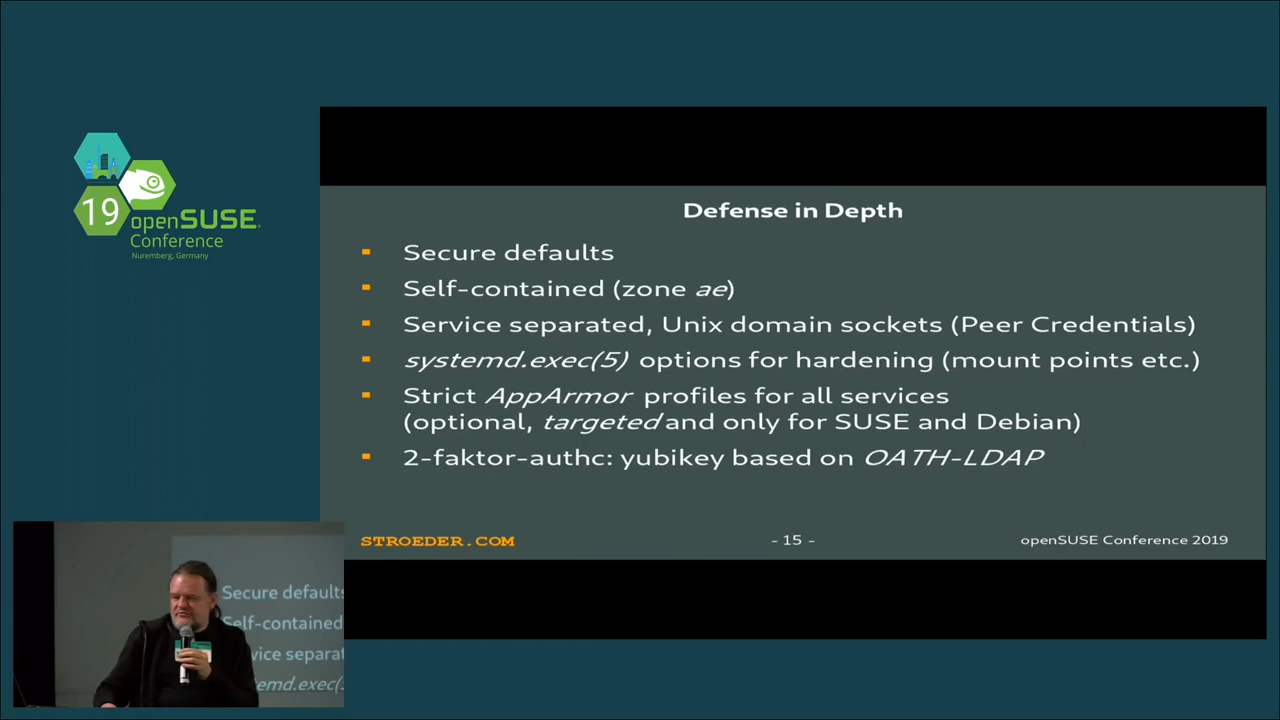 19
openSUSE
Conference
Nuremberg, Germany
Defense in Depth
Secure defaults
Self-contained (zone ae)
Service separated, Unix domain sockets (Peer Credentials)
systemd.exec(5) options for hardening (mount points etc.)
Strict AppArmor profiles for all services
(optional, targeted and only for SUSE and Debian)
2-faktor-authc: yubikey based on OATH-LDAP
STROEDER.COM
- 15 -
openSUSE Conference 2019
Secure defaults
Self-contained
vice separat
emd.exec(5